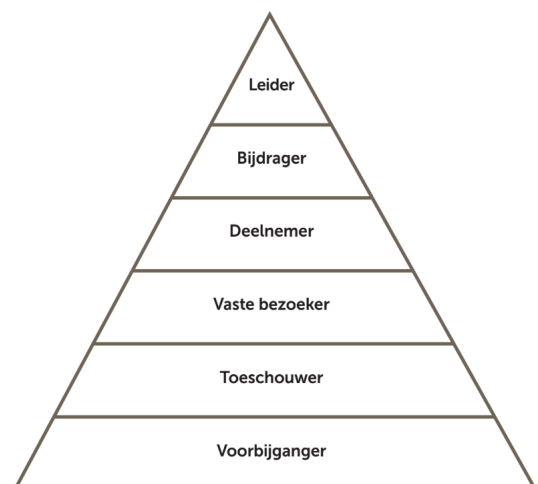 Leider
Bijdrager
Deelnemer
Vaste bezoeker
Toeschouwer
Voorbijganger